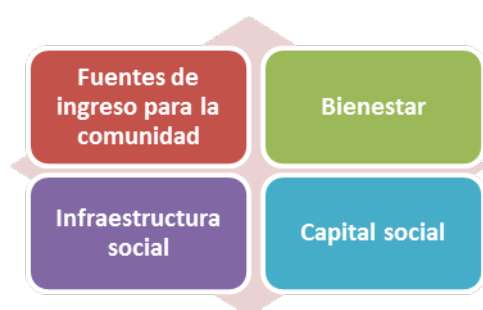 Fuentes de
ingreso para la
comunidad
Bienestar
Infraestructura
social
Capital social